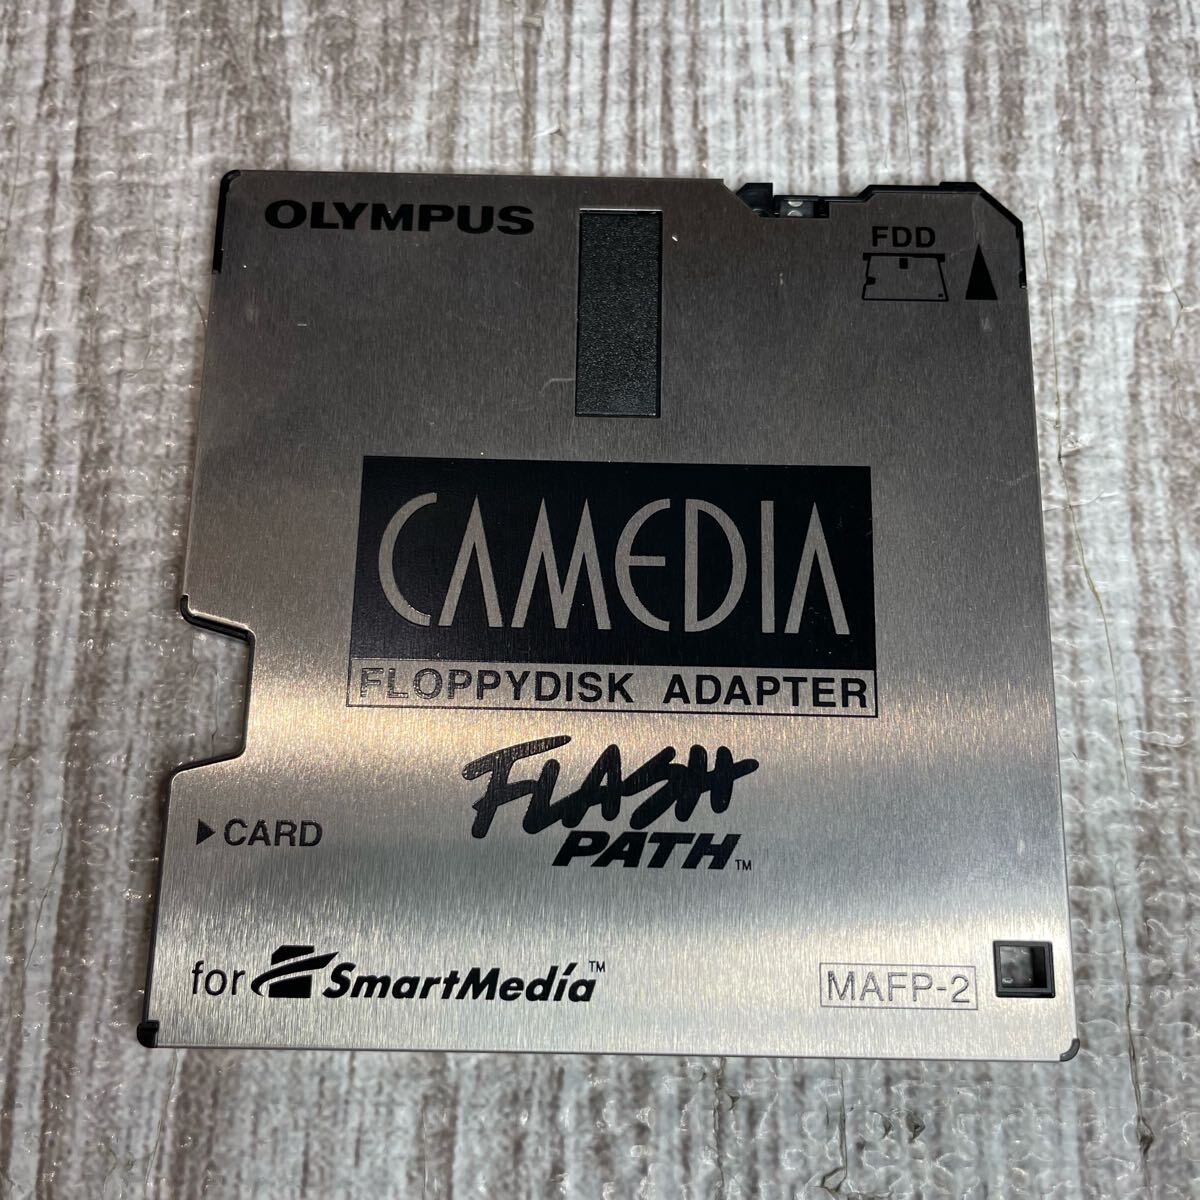 OLYMPUS
FDD
CAMEDIA
FLOPPYDISK ADAPTER
FLASH
PATH™
CARD
for SmartMedia™
MAFP-2